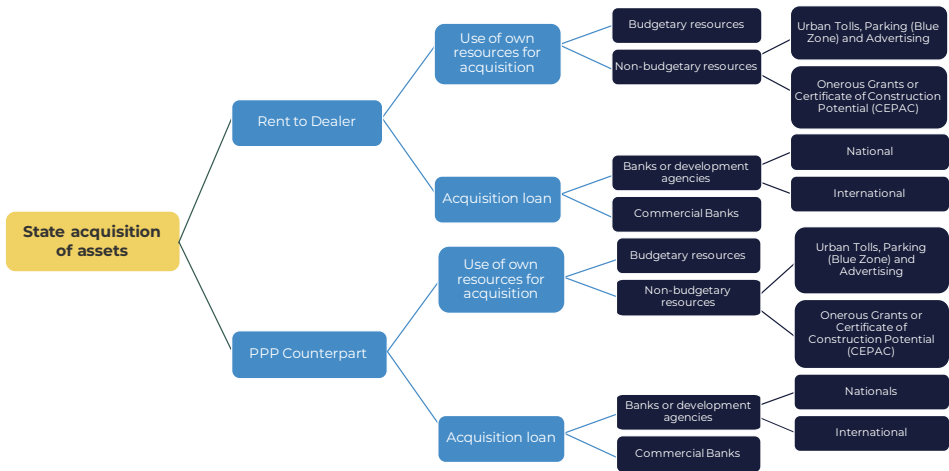 State acquisition
of assets
Rent to Dealer
Use of own
resources for
acquisition
Budgetary resources
Non-budgetary resources
Urban Tolls, Parking (Blue
Zone) and Advertising
Onerous Grants or
Certificate of Construction
Potential (CEPAC)
Acquisition loan
Banks or development
agencies
National
International
Commercial Banks
PPP Counterpart
Use of own
resources for
acquisition
Budgetary resources
Non-budgetary
resources
Urban Tolls, Parking
(Blue Zone) and
Advertising
Onerous Grants or
Certificate of
Construction Potential
(CEPAC)
Acquisition loan
Banks or development
agencies
Nationals
International
Commercial Banks